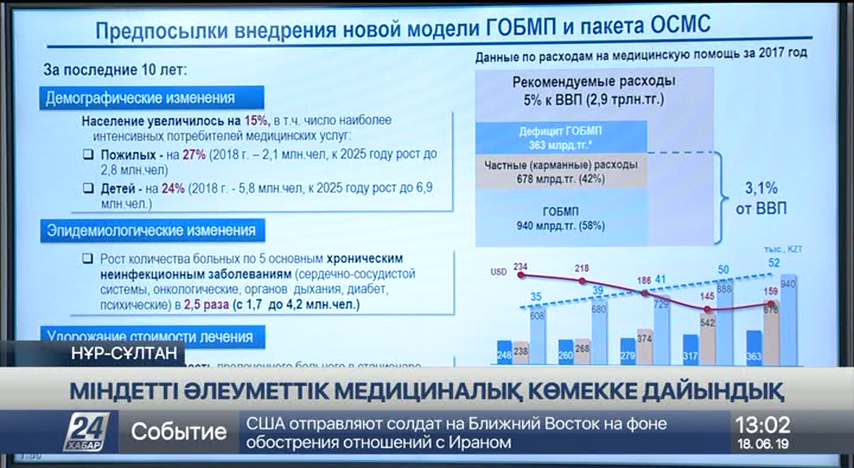 Предпосылки внедрения новой модели ГОБМП и пакета ОСМС
За последние 10 лет:
Демографические изменения
Население увеличилось на 15%, в т.ч. число наиболее
интенсивных потребителей медицинских услуг:
Пожилых - на 27% (2018 г. – 2,1 млн.чел, к 2025 году рост до
2,8 млн.чел)
Детей - на 24% (2018 г. - 5,8 млн.чел, к 2025 году рост до 6,9
млн.чел.)
Эпидемиологические изменения
Рост количества больных по 5 основным хроническим
неинфекционным заболеваниям (сердечно-сосудистой
системы, онкологические, органов дыхания, диабет,
психические) в 2,5 раза (с 1,7 до 4,2 млн.чел.)
Удорожание стоимости лечения
Данные по расходам на медицинскую помощь за 2017 год
Рекомендуемые расходы
5% к ВВП (2,9 трлн.тг.)
Дефицит ГОБМП
363 млрд.тг.*
Частные (карманные) расходы
678 млрд.тг. (42%)
ГОБМП
940 млрд.тг. (58%)
3,1%
от ВВП
тыс., KZT
USD
234
218
186
145
159
35
39
41
50
52
248
238
608
260
268
680
279
374
729
317
542
888
363
678
940
НҰР-СҰЛТАН
МІНДЕТТІ ӘЛЕУМЕТТІК МЕДИЦИНАЛЫҚ КӨМЕККЕ ДАЙЫНДЫҚ
24
ХАБАР
Событие
США отправляют солдат на Ближний Восток на фоне
обострения отношений с Ираном
13:02
18.06.19